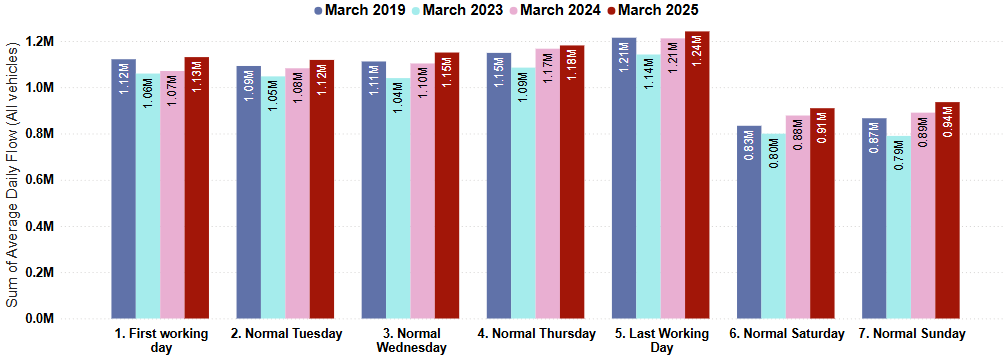 March 2019 March 2023 March 2024 March 2025
Sum of Average Daily Flow (All vehicles)
1.2M
1.0M
0.8M
0.6M
0.4M
0.2M
0.0M
1.12M 1.06M 1.07M 1.13M
1.09M 1.05M 1.08M 1.12M
1.11M 1.04M 1.10M 1.15M
1.15M 1.09M 1.17M 1.18M
1.21M 1.14M 1.21M 1.24M
0.83M 0.80M 0.88M 0.91M
0.87M 0.79M 0.89M 0.94M
1. First working
day
2. Normal Tuesday
3. Normal
Wednesday
4. Normal Thursday
5. Last Working
Day
6. Normal Saturday
7. Normal Sunday